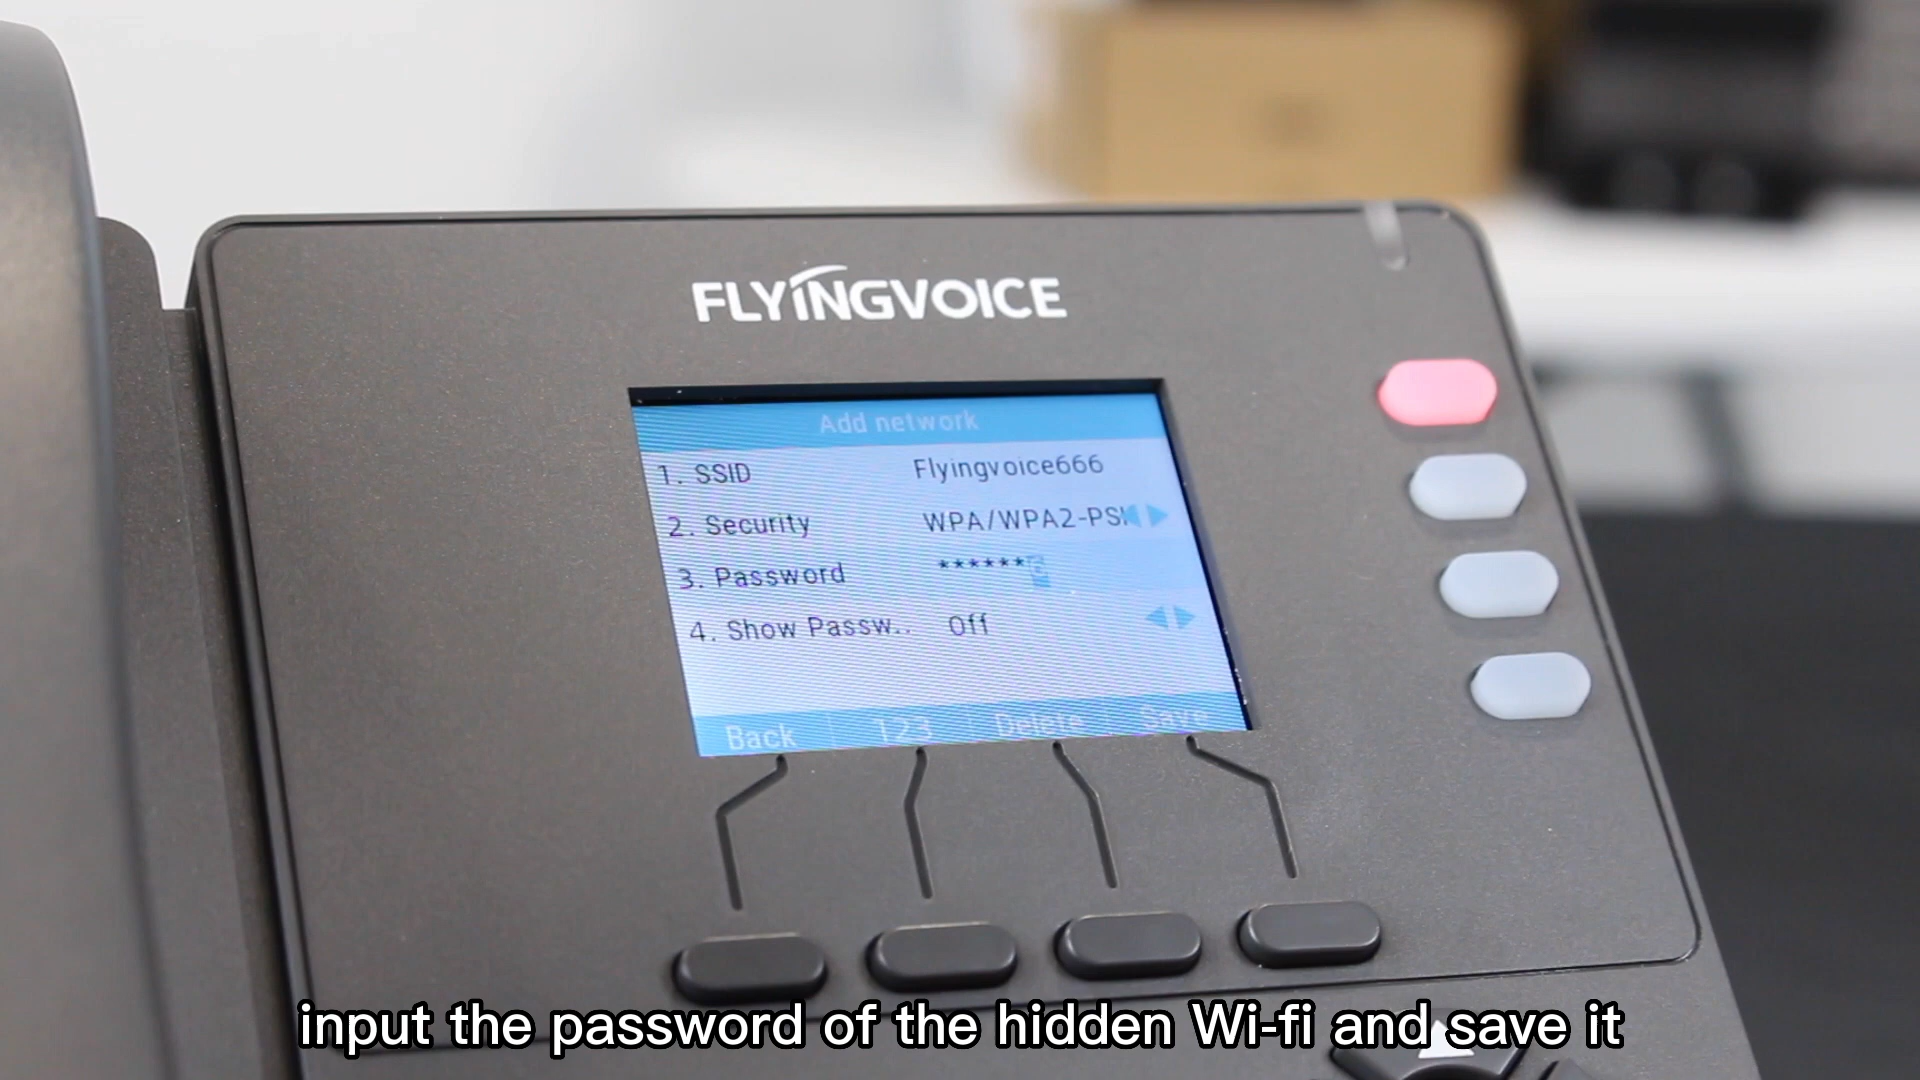 FLYINGVOICE
Add network
1. SSID Flyingvoice666
2. Security WPA/WPA2-PSK
3. Password ******
4. Show Passw.. Off
Back 123 Delete Save
input the password of the hidden Wi-fi and save it